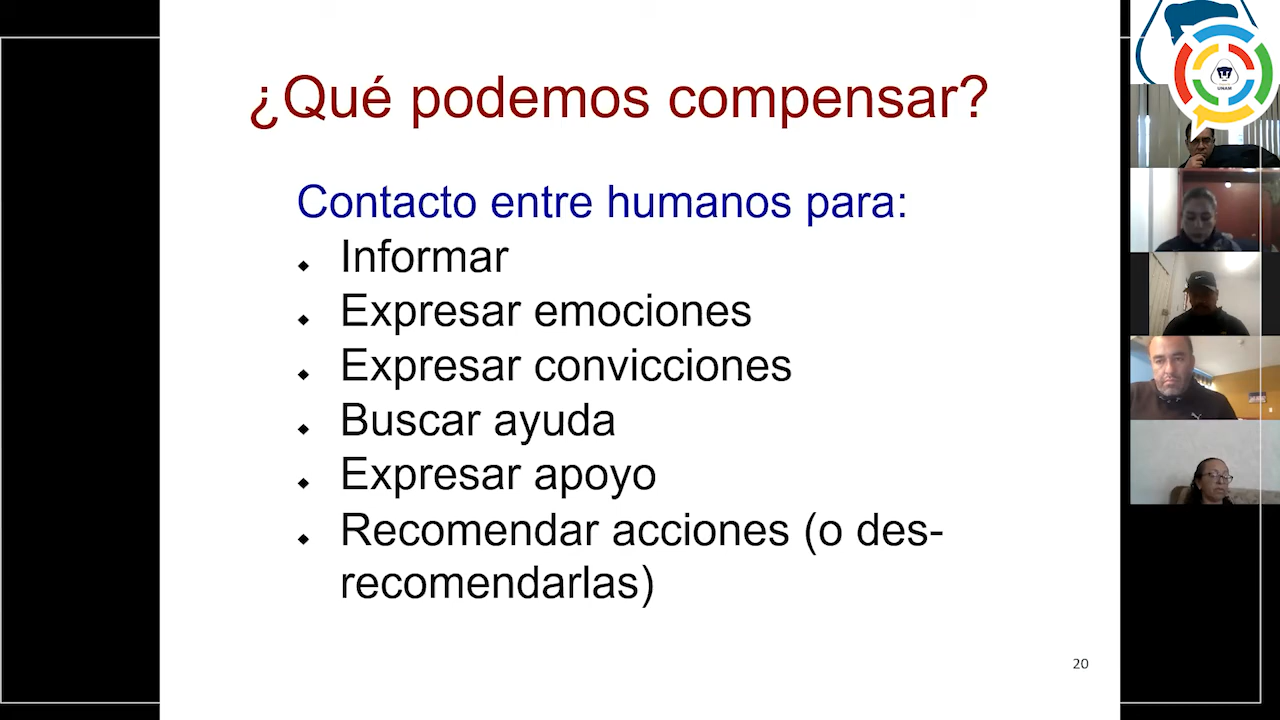 ¿Qué podemos compensar?
Contacto entre humanos para:
Informar
Expresar emociones
Expresar convicciones
Buscar ayuda
Expresar apoyo
Recomendar acciones (o des-
recomendarlas)
20
UNAM